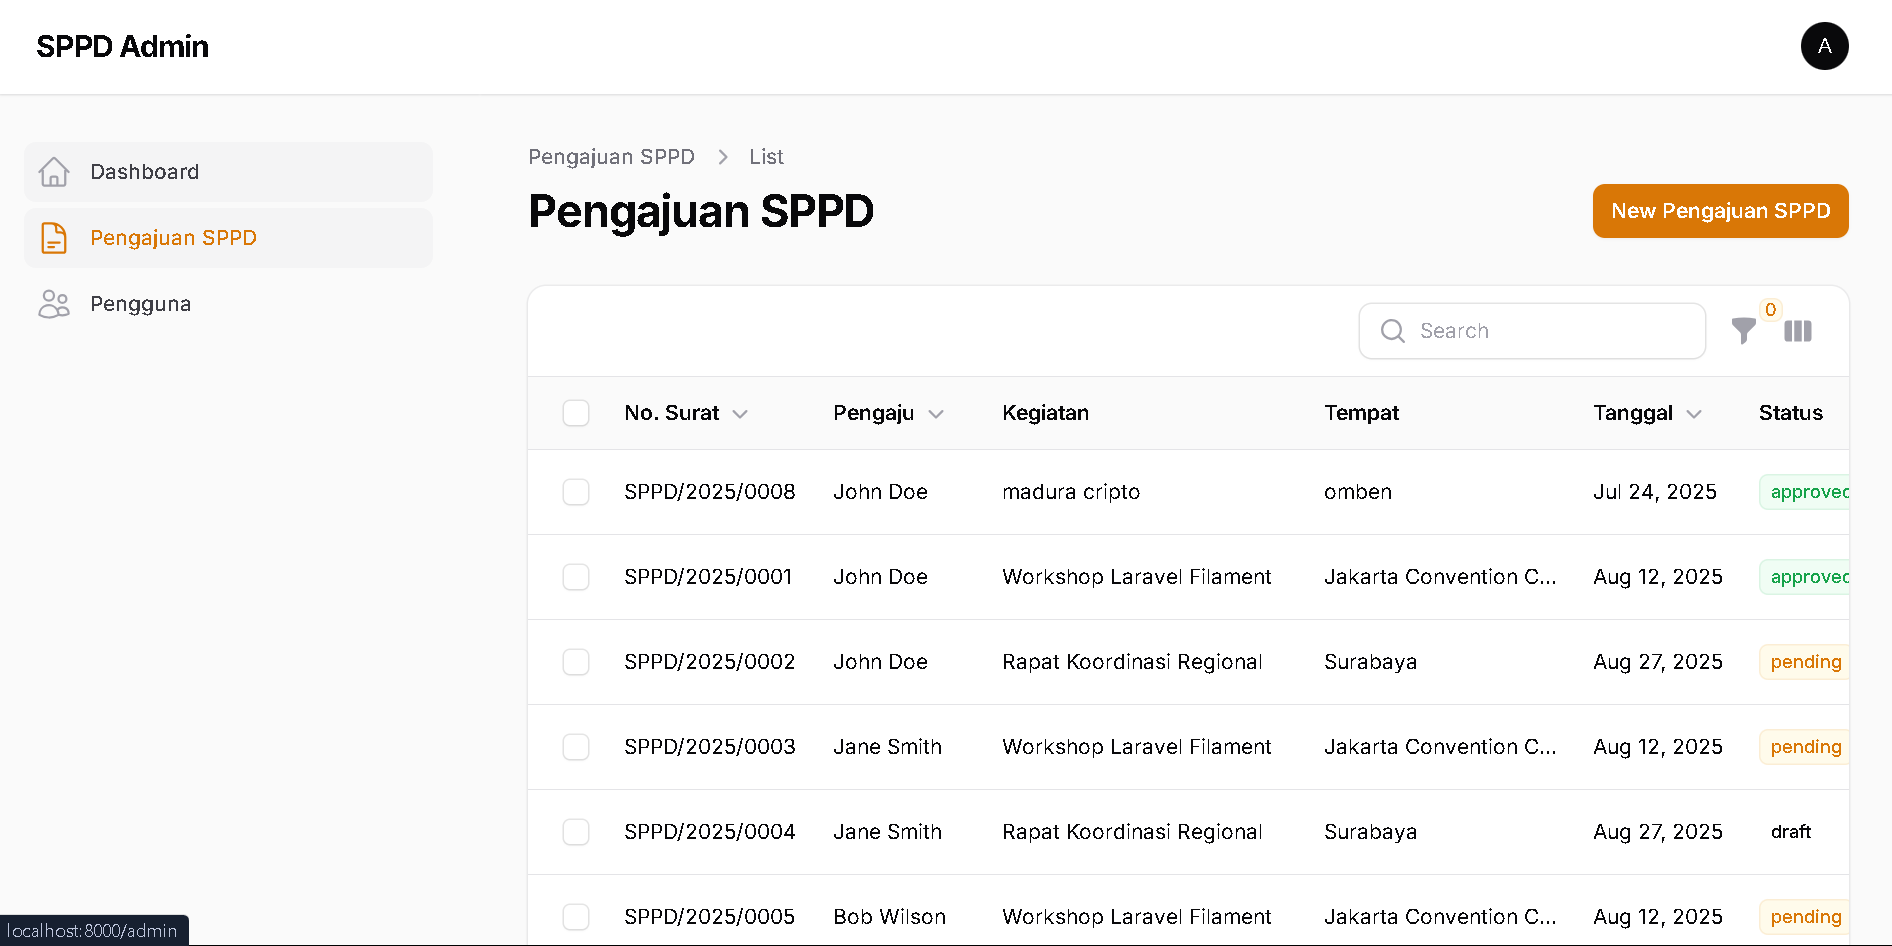 SPPD Admin
A
Dashboard
Pengajuan SPPD
Pengguna
Pengajuan SPPD > List
Pengajuan SPPD
New Pengajuan SPPD
Search
0
No. Surat Pengaju Kegiatan Tempat Tanggal Status
SPPD/2025/0008 John Doe madura cripto omben Jul 24, 2025 approved
SPPD/2025/0001 John Doe Workshop Laravel Filament Jakarta Convention C... Aug 12, 2025 approved
SPPD/2025/0002 John Doe Rapat Koordinasi Regional Surabaya Aug 27, 2025 pending
SPPD/2025/0003 Jane Smith Workshop Laravel Filament Jakarta Convention C... Aug 12, 2025 pending
SPPD/2025/0004 Jane Smith Rapat Koordinasi Regional Surabaya Aug 27, 2025 draft
SPPD/2025/0005 Bob Wilson Workshop Laravel Filament Jakarta Convention C... Aug 12, 2025 pending
localhost:8000/admin